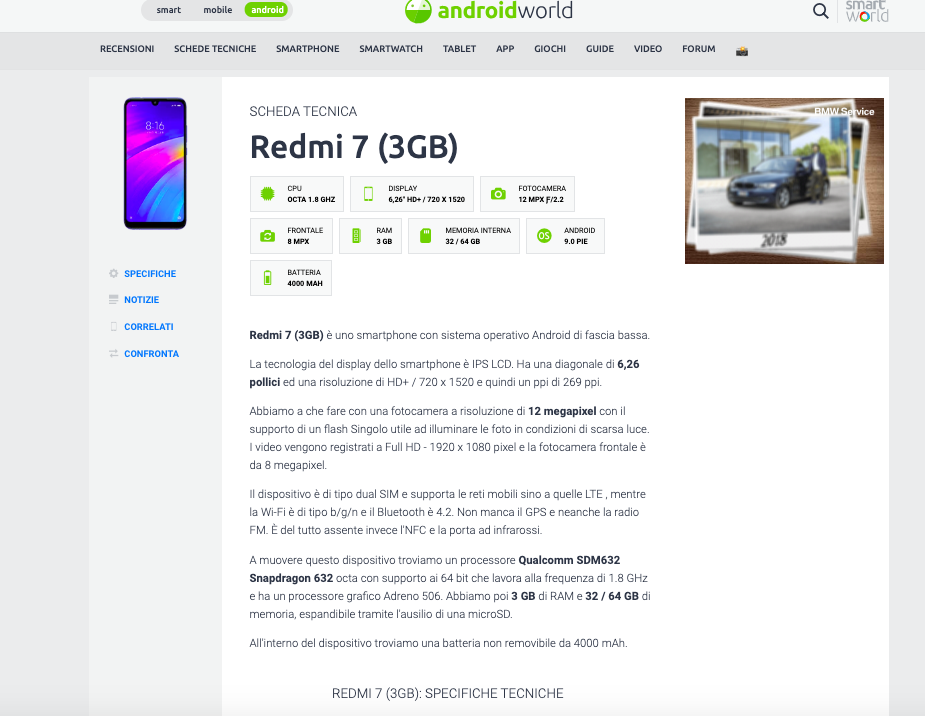 smart mobile android
androidworld
smart world
RECENSIONI SCHEDE TECNICHE SMARTPHONE SMARTWATCH TABLET APP GIOCHI GUIDE VIDEO FORUM
8:16
SPECIFICHE
NOTIZIE
CORRELATI
CONFRONTA
SCHEDA TECNICA
Redmi 7 (3GB)
CPU
OCTA 1.8 GHZ
DISPLAY
6,26" HD+ / 720 X 1520
FOTOCAMERA
12 MPX Ƒ/2.2
FRONTALE
8 MPX
RAM
3 GB
MEMORIA INTERNA
32 / 64 GB
OS
ANDROID
9.0 PIE
BATTERIA
4000 MAH
BMW Service
2018
Redmi 7 (3GB) è uno smartphone con sistema operativo Android di fascia bassa.
La tecnologia del display dello smartphone è IPS LCD. Ha una diagonale di 6,26
pollici ed una risoluzione di HD+ / 720 x 1520 e quindi un ppi di 269 ppi.
Abbiamo a che fare con una fotocamera a risoluzione di 12 megapixel con il
supporto di un flash Singolo utile ad illuminare le foto in condizioni di scarsa luce.
I video vengono registrati a Full HD - 1920 x 1080 pixel e la fotocamera frontale è
da 8 megapixel.
Il dispositivo è di tipo dual SIM e supporta le reti mobili sino a quelle LTE , mentre
la Wi-Fi è di tipo b/g/n e il Bluetooth è 4.2. Non manca il GPS e neanche la radio
FM. È del tutto assente invece l'NFC e la porta ad infrarossi.
A muovere questo dispositivo troviamo un processore Qualcomm SDM632
Snapdragon 632 octa con supporto ai 64 bit che lavora alla frequenza di 1.8 GHz
e ha un processore grafico Adreno 506. Abbiamo poi 3 GB di RAM e 32 / 64 GB di
memoria, espandibile tramite l'ausilio di una microSD.
All'interno del dispositivo troviamo una batteria non removibile da 4000 mAh.
REDMI 7 (3GB): SPECIFICHE TECNICHE